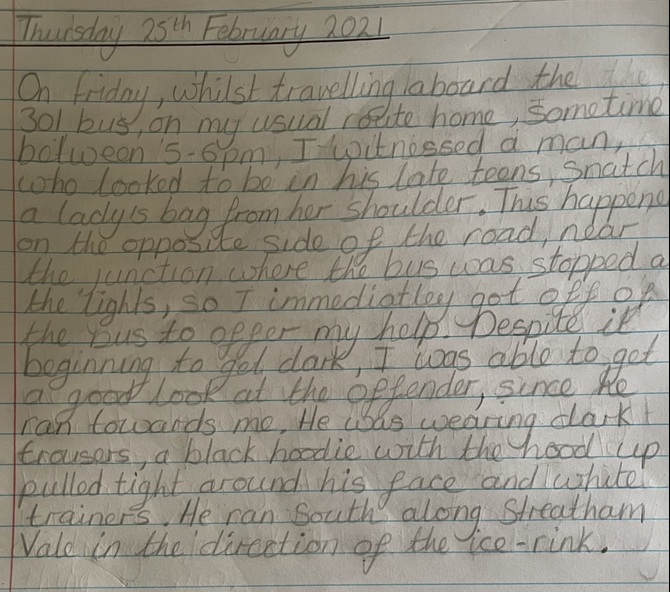 Thursday 25th February 2021
On friday, whilst travelling aboard the the
301 bus, on my usual route home, sometime
between 5-6pm, I witnessed a man,
who looked to be in his late teens, snatch
a lady's bag from her shoulder. This happene
on the opposite side of the road, near
the junction where the bus was stopped a
the lights, so I immediatley got off of
the bus to offer my help. Despite it
beginning to get dark, I was able to get
a good look at the offender, since he
ran towards me. He was wearing dark
trousers, a black hoodie with the hood up
pulled tight around his face and white
trainers. He ran South along Streatham
Vale in the direction of the ice-rink.